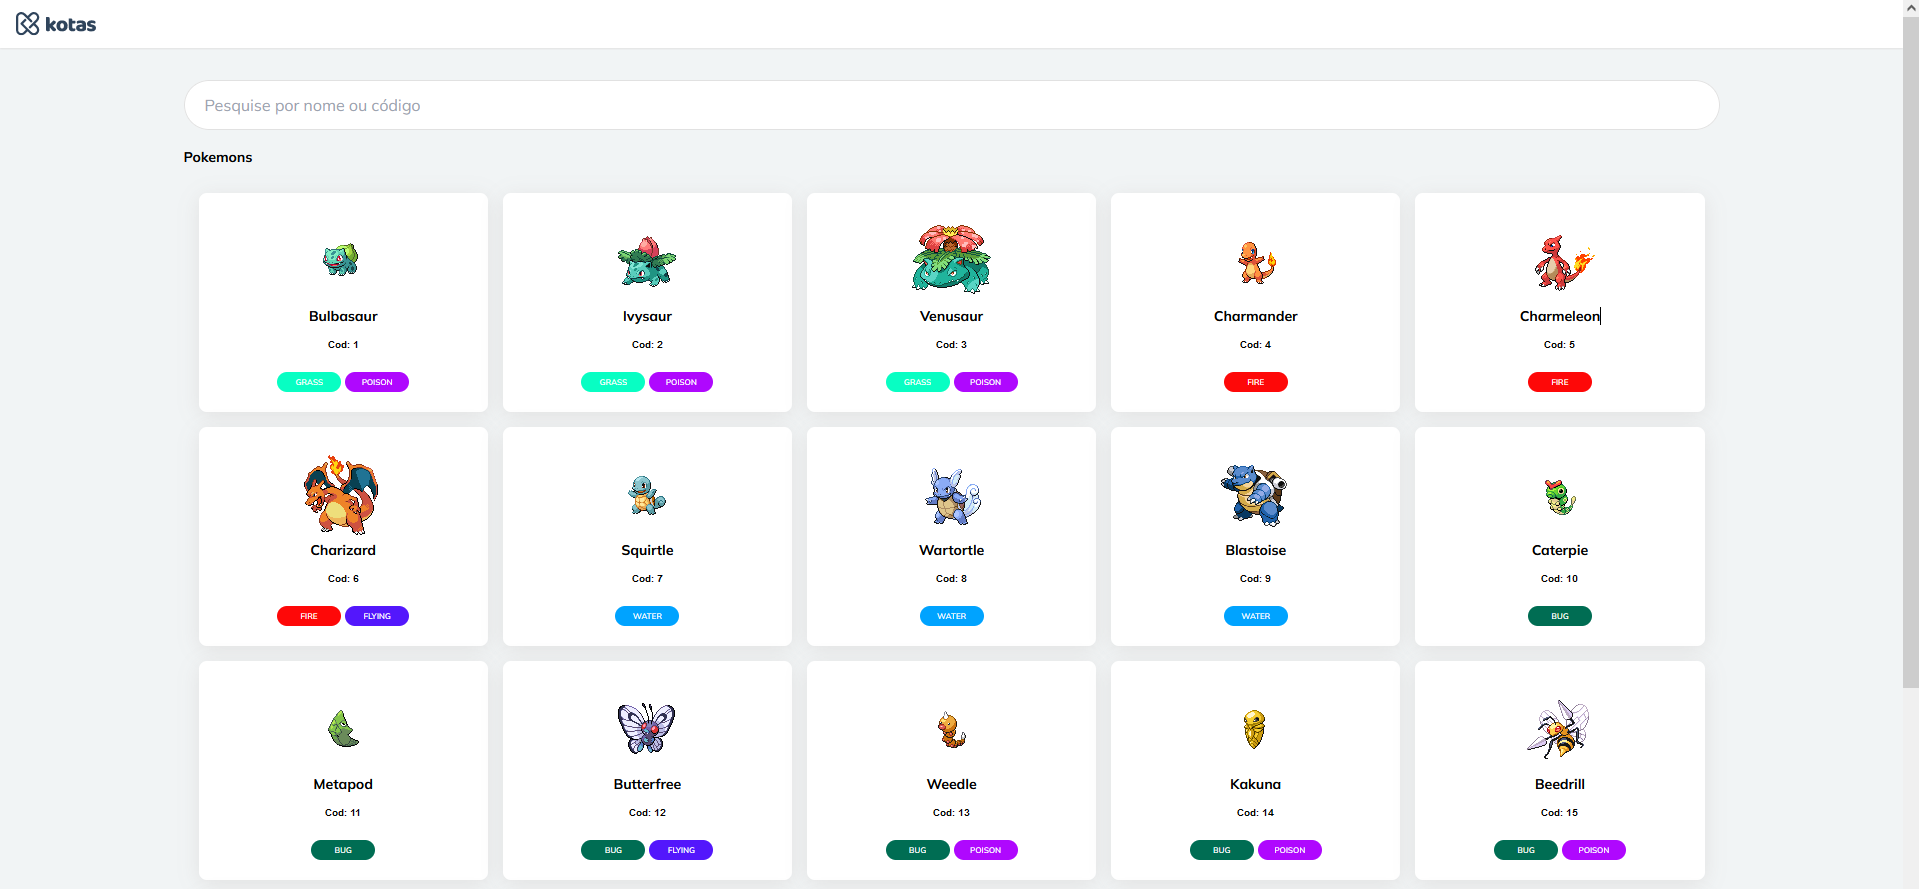 kotas
Pesquise por nome ou código
Pokemons
Bulbasaur
Cod: 1
GRASS POISON
Ivysaur
Cod: 2
GRASS POISON
Venusaur
Cod: 3
GRASS POISON
Charmander
Cod: 4
FIRE
Charmeleon
Cod: 5
FIRE
Charizard
Cod: 6
FIRE FLYING
Squirtle
Cod: 7
WATER
Wartortle
Cod: 8
WATER
Blastoise
Cod: 9
WATER
Caterpie
Cod: 10
BUG
Metapod
Cod: 11
BUG
Butterfree
Cod: 12
BUG FLYING
Weedle
Cod: 13
BUG POISON
Kakuna
Cod: 14
BUG POISON
Beedrill
Cod: 15
BUG POISON